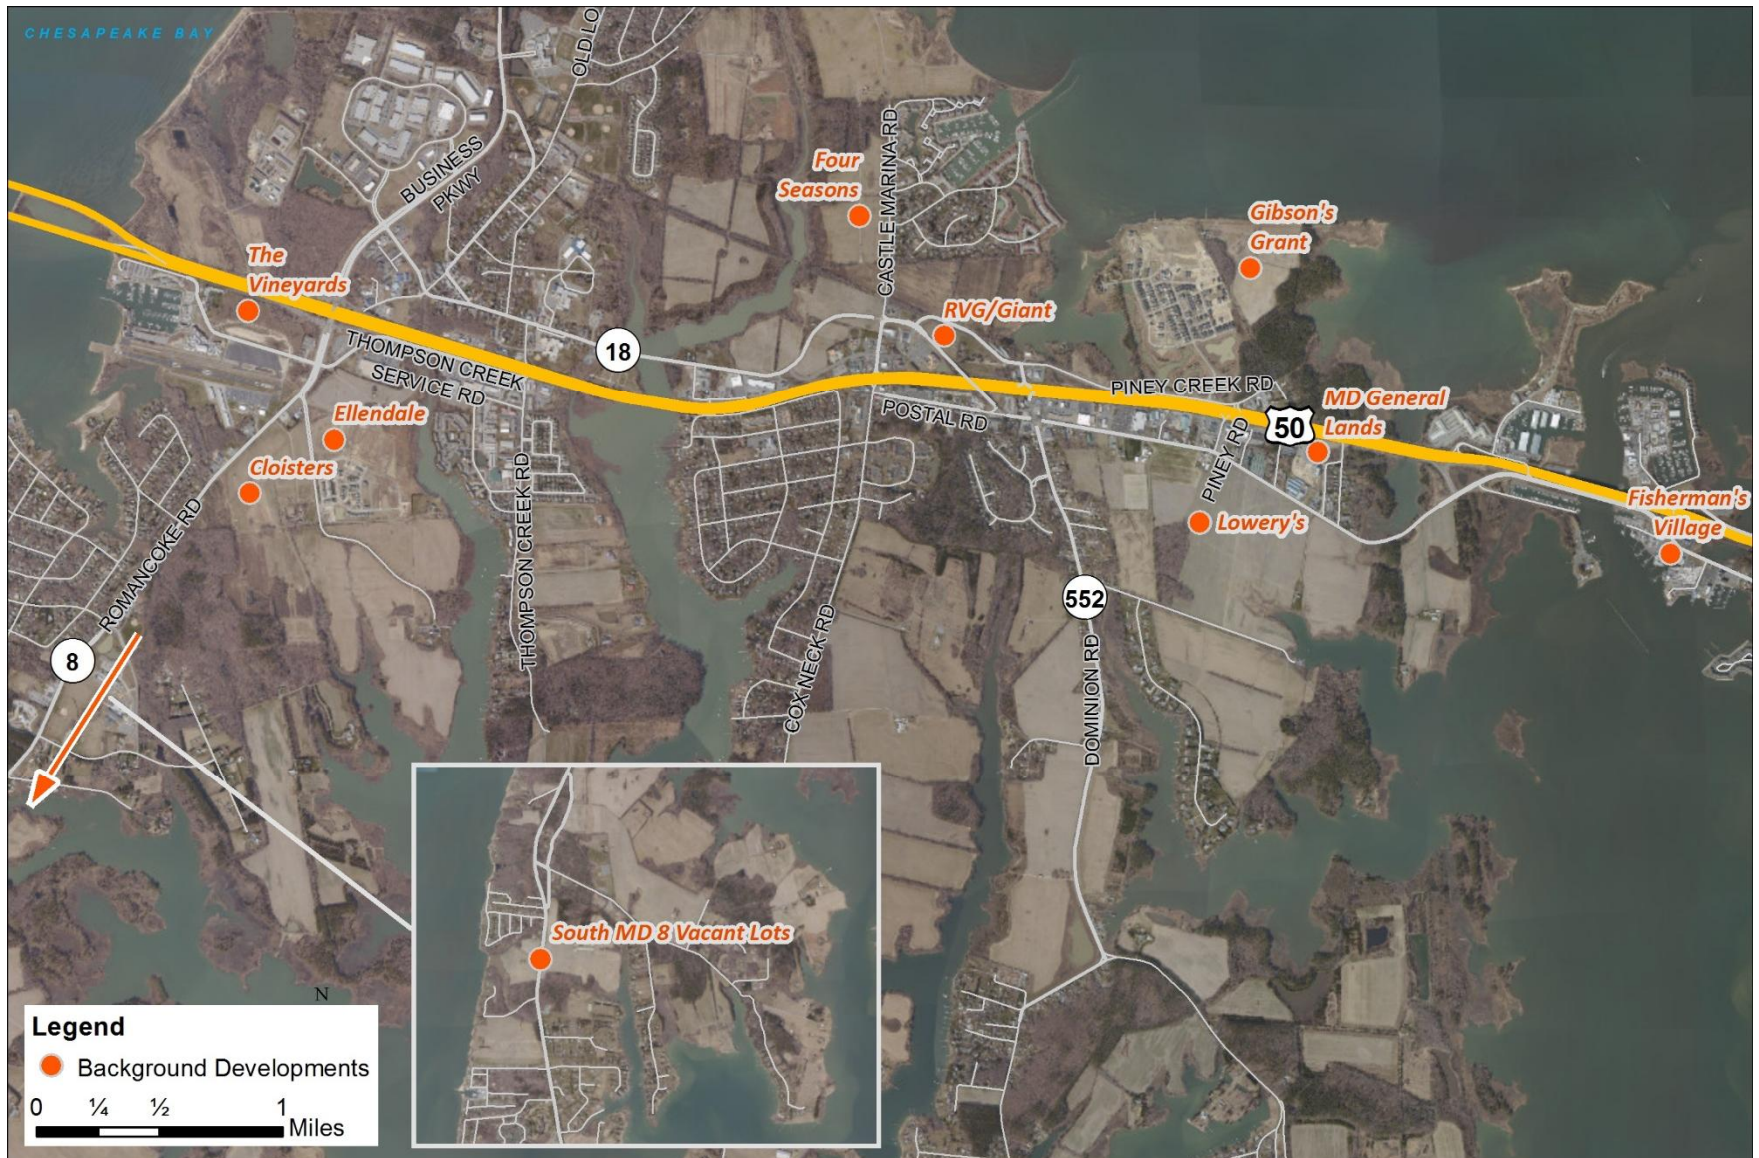 CHESAPEAKE BAY
OLD LO
BUSINESS
PKWY
CASTLE MARINA RD
Four
Seasons
Gibson's
Grant
The
Vineyards
RVG/Giant
18
THOMPSON CREEK
SERVICE RD
PINEY CREEK RD
POSTAL RD
50
MD General
Lands
Ellendale
Cloisters
PINEY RD
Lowery's
Fisherman's
Village
ROMANCOKE RD
THOMPSON CREEK RD
COX NECK RD
552
DOMINION RD
8
South MD 8 Vacant Lots
N
Legend
Background Developments
0 ¼ ½ 1
Miles